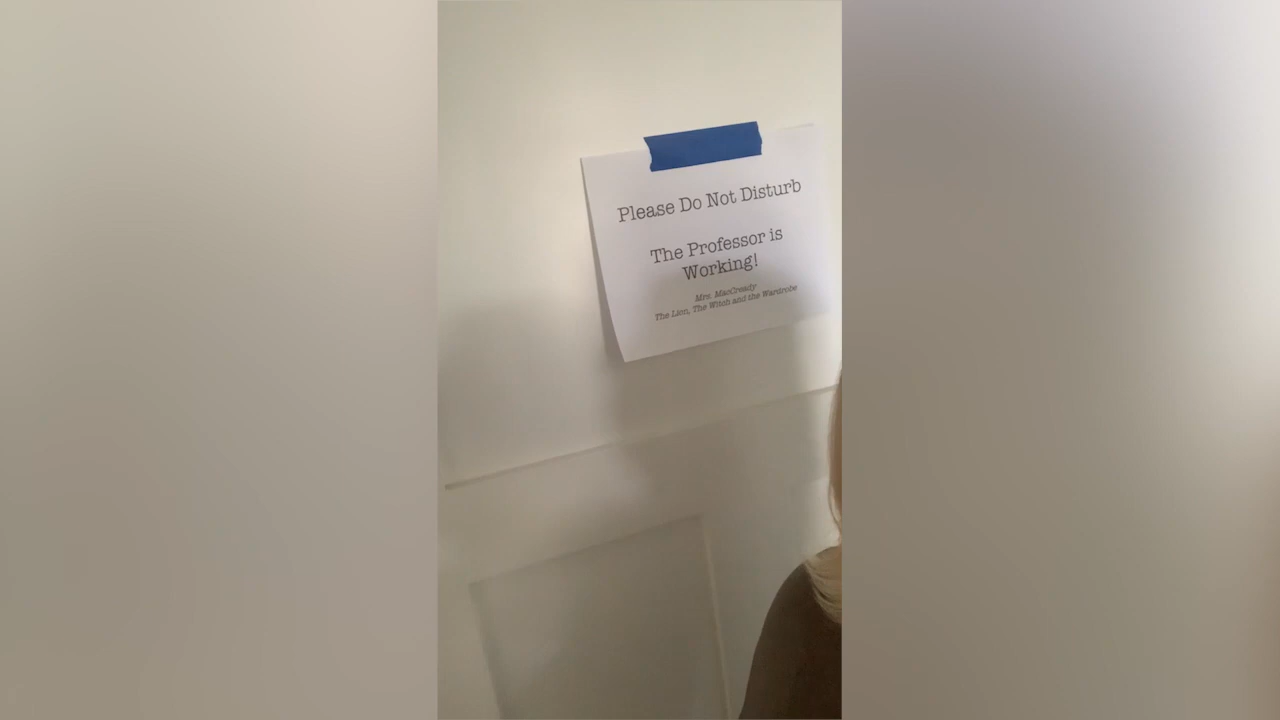 Please Do Not Disturb
The Professor is
Working!
Mrs. MacCready
The Lion, The Witch and the Wardrobe